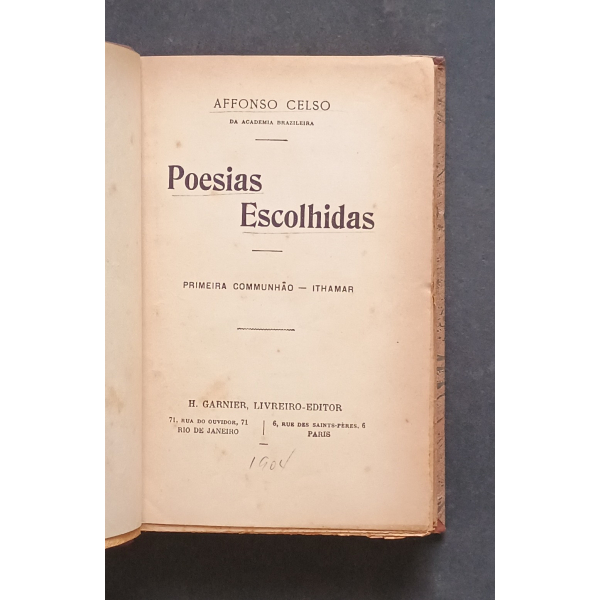 AFFONSO CELSO
DA ACADEMIA BRAZILEIRA
Poesias
Escolhidas
PRIMEIRA COMMUNHÃO — ITHAMAR
H. GARNIER, LIVREIRO-EDITOR
71, RUA DO OUVIDOR, 71
RIO DE JANEIRO
6, RUE DES SAINTS-PÈRES, 6
PARIS
1904